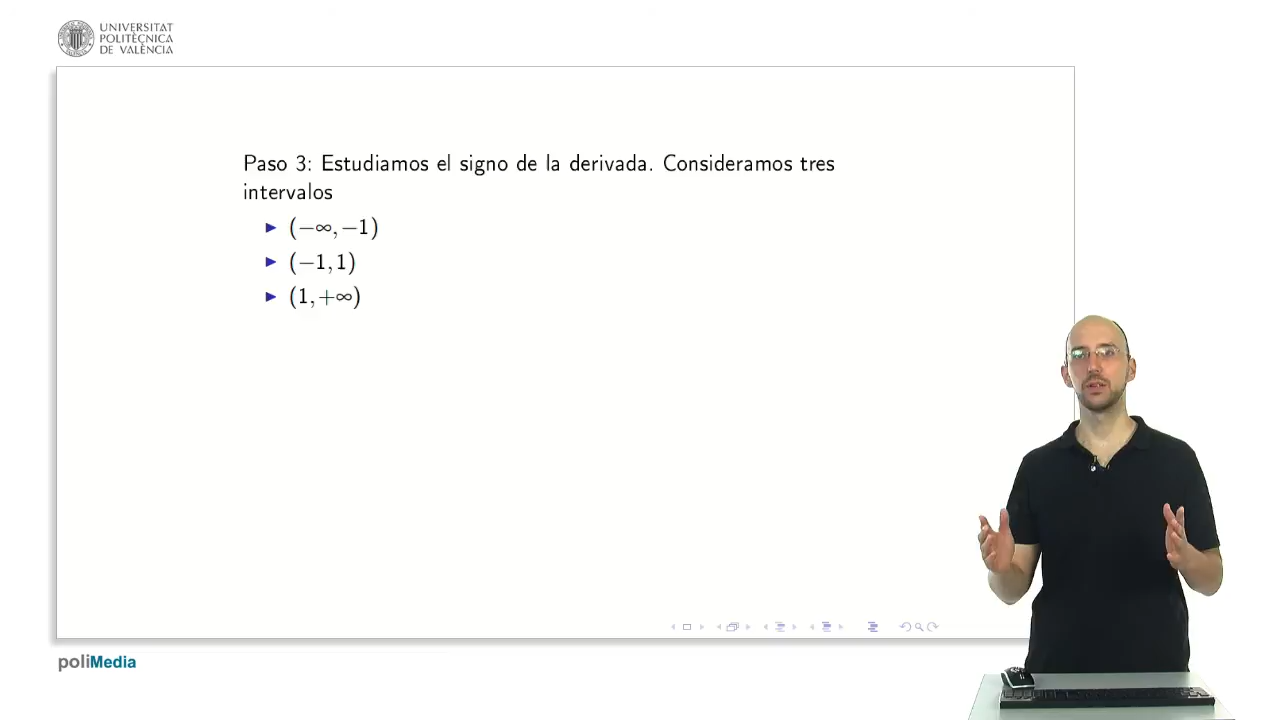 UNIVERSITAT
POLITÈCNICA
DE VALÈNCIA
Paso 3: Estudiamos el signo de la derivada. Consideramos tres
intervalos
(−∞, −1)
(−1, 1)
(1, +∞)
poliMedia